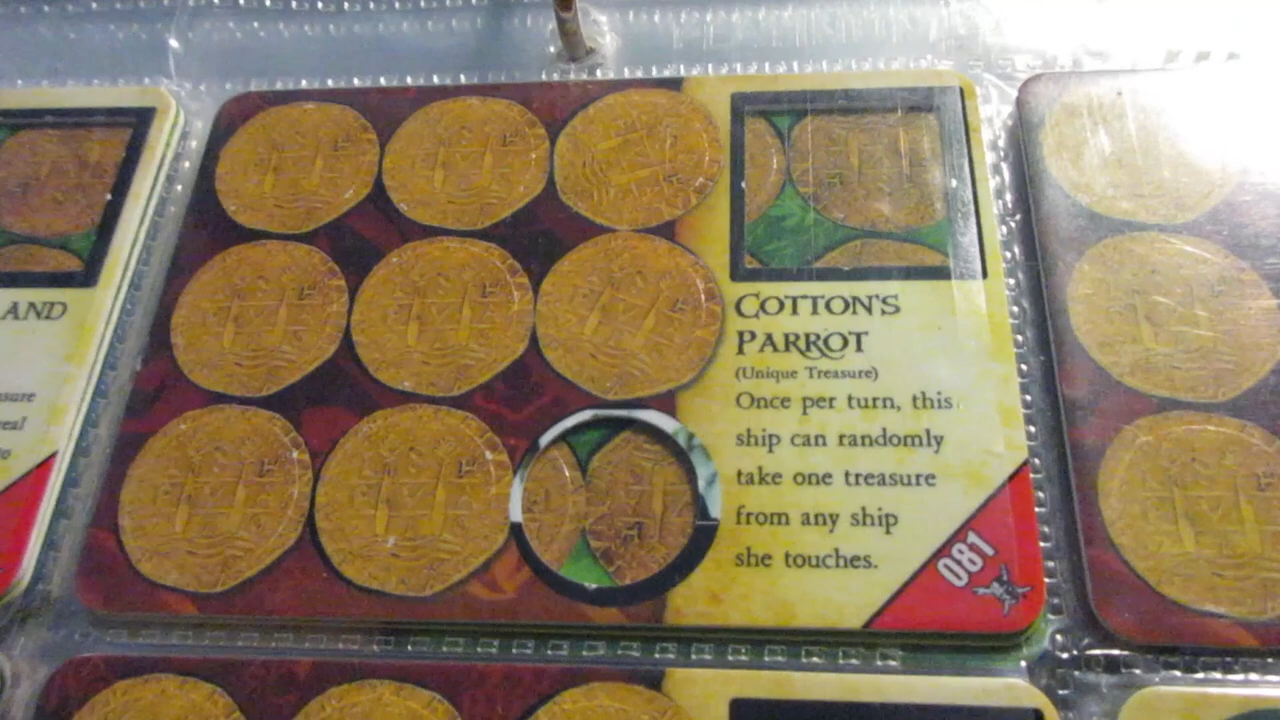 AND
COTTON'S
PARROT
(Unique Treasure)
Once per turn, this
ship can randomly
take one treasure
from any ship
she touches.
081